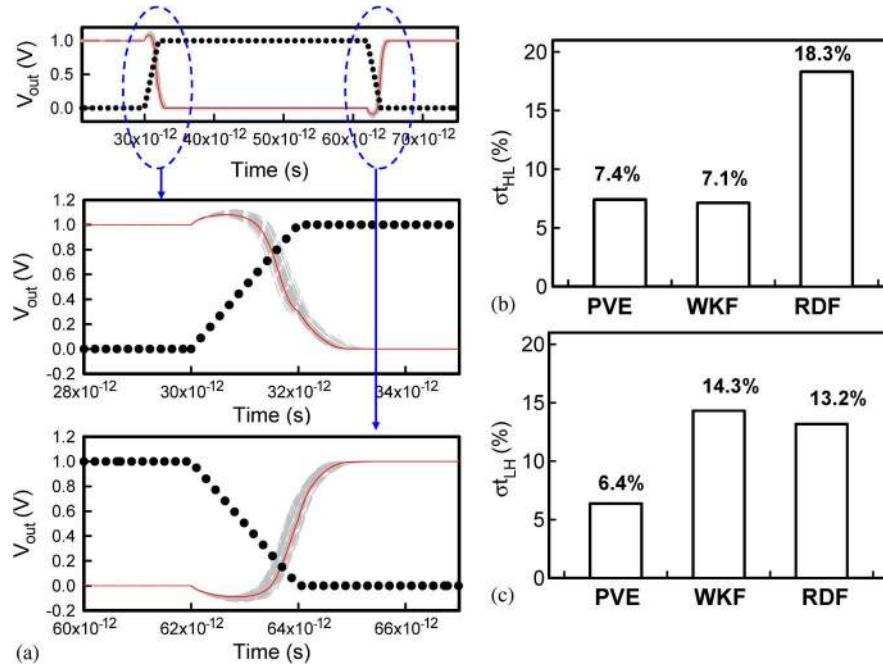 V_out (V)
1.0
0.5
0.0
30x10^-12 40x10^-12 50x10^-12 60x10^-12 70x10^-12
Time (s)
V_out (V)
1.2
1.0
0.8
0.6
0.4
0.2
0.0
-0.2
28x10^-12 30x10^-12 32x10^-12 34x10^-12
Time (s)
V_out (V)
1.2
1.0
0.8
0.6
0.4
0.2
0.0
-0.2
60x10^-12 62x10^-12 64x10^-12 66x10^-12
(a) Time (s)
σt_HL (%)
20
15
10
5
0
7.4% 7.1% 18.3%
(b) PVE WKF RDF
σt_LH (%)
20
15
10
5
0
6.4% 14.3% 13.2%
(c) PVE WKF RDF